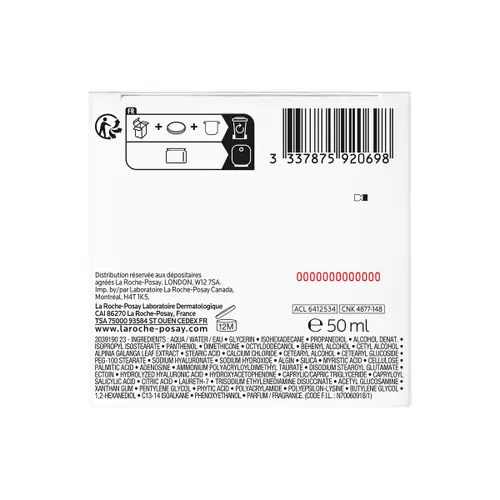 FR
+
+
3 337875 920698
Distribution réservée aux dépositaires
agréés La Roche-Posay. LONDON, W12 7SA.
Imp. by/par Laboratoire La Roche-Posay Canada,
Montréal, H4T 1K5.
La Roche-Posay Laboratoire Dermatologique
CAI 86270 La Roche-Posay, France
TSA 75000 93584 ST OUEN CEDEX FR
www.laroche-posay.com
12M
0000000000000
ACL 6412534
CNK 4877-148
℮ 50 ml
2039190 23 - INGREDIENTS: AQUA / WATER / EAU • GLYCERIN • ISOHEXADECANE • PROPANEDIOL • ALCOHOL DENAT. •
ISOPROPYL ISOSTEARATE • PANTHENOL • DIMETHICONE • OCTYLDODECANOL • BEHENYL ALCOHOL • CETYL ALCOHOL •
ALPINIA GALANGA LEAF EXTRACT • STEARIC ACID • CALCIUM CHLORIDE • CETEARYL ALCOHOL • CETEARYL GLUCOSIDE •
PEG-100 STEARATE • SODIUM HYALURONATE • SODIUM HYDROXIDE • ALGIN • SILICA • MYRISTIC ACID • CELLULOSE •
PALMITIC ACID • ADENOSINE • AMMONIUM POLYACRYLOYLDIMETHYL TAURATE • DISODIUM STEAROYL GLUTAMATE •
ECTOIN • HYDROLYZED HYALURONIC ACID • HYDROXYACETOPHENONE • CAPRYLIC/CAPRIC TRIGLYCERIDE • CAPRYLOYL
SALICYLIC ACID • CITRIC ACID • LAURETH-7 • TRISODIUM ETHYLENEDIAMINE DISUCCINATE • ACETYL GLUCOSAMINE •
XANTHAN GUM • PENTYLENE GLYCOL • PHYTIC ACID • POLYACRYLAMIDE • POLYQUATERNIUM-51 • BUTYLENE GLYCOL •
1,2-HEXANEDIOL • C13-14 ISOALKANE • PHENOXYETHANOL • PARFUM / FRAGRANCE. (CODE F.I.L. : N70060918/1)